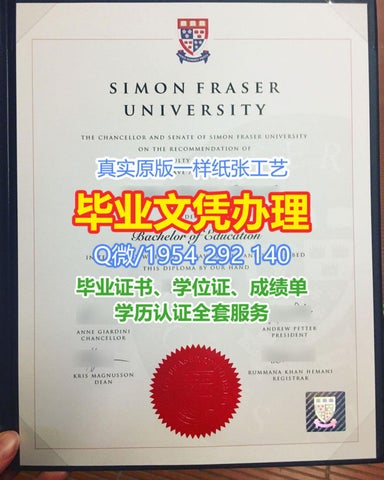 SIMON FRASER
UNIVERSITY
THE CHANCELLOR AND SENATE OF SIMON FRASER UNIVERSITY
ON THE RECOMMENDATION OF
真实原版一样纸张工艺
毕业文凭办理
Bachelor of Education
Q微/1954 292 140
THIS DIPLOMA BY OUR HAND
毕业证书、学位证、成绩单
学历认证全套服务
ANNE GIARDINI
CHANCELLOR
ANDREW PETTER
PRESIDENT
KRIS MAGNUSSON
DEAN
RUMMANA KHAN HEMANI
REGISTRAR